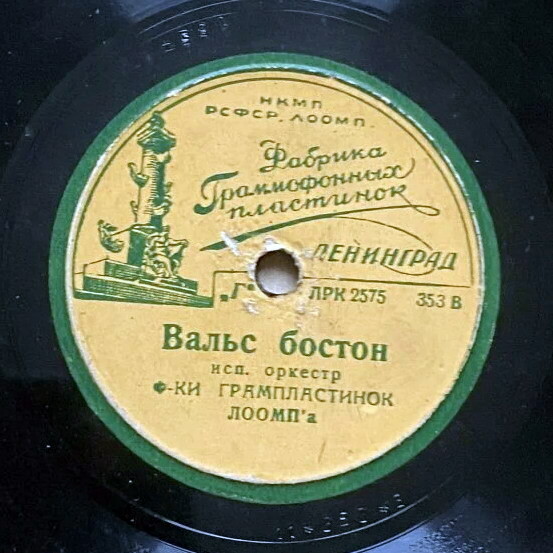 НКМП
РСФСР. ЛООМП.
Фабрика
Граммофонных
пластинок
ЛЕНИНГРАД
„Г“ ЛРК 2575 353 В
Вальс бостон
исп. оркестр
Ф-КИ ГРАМПЛАСТИНОК
ЛООМП'а